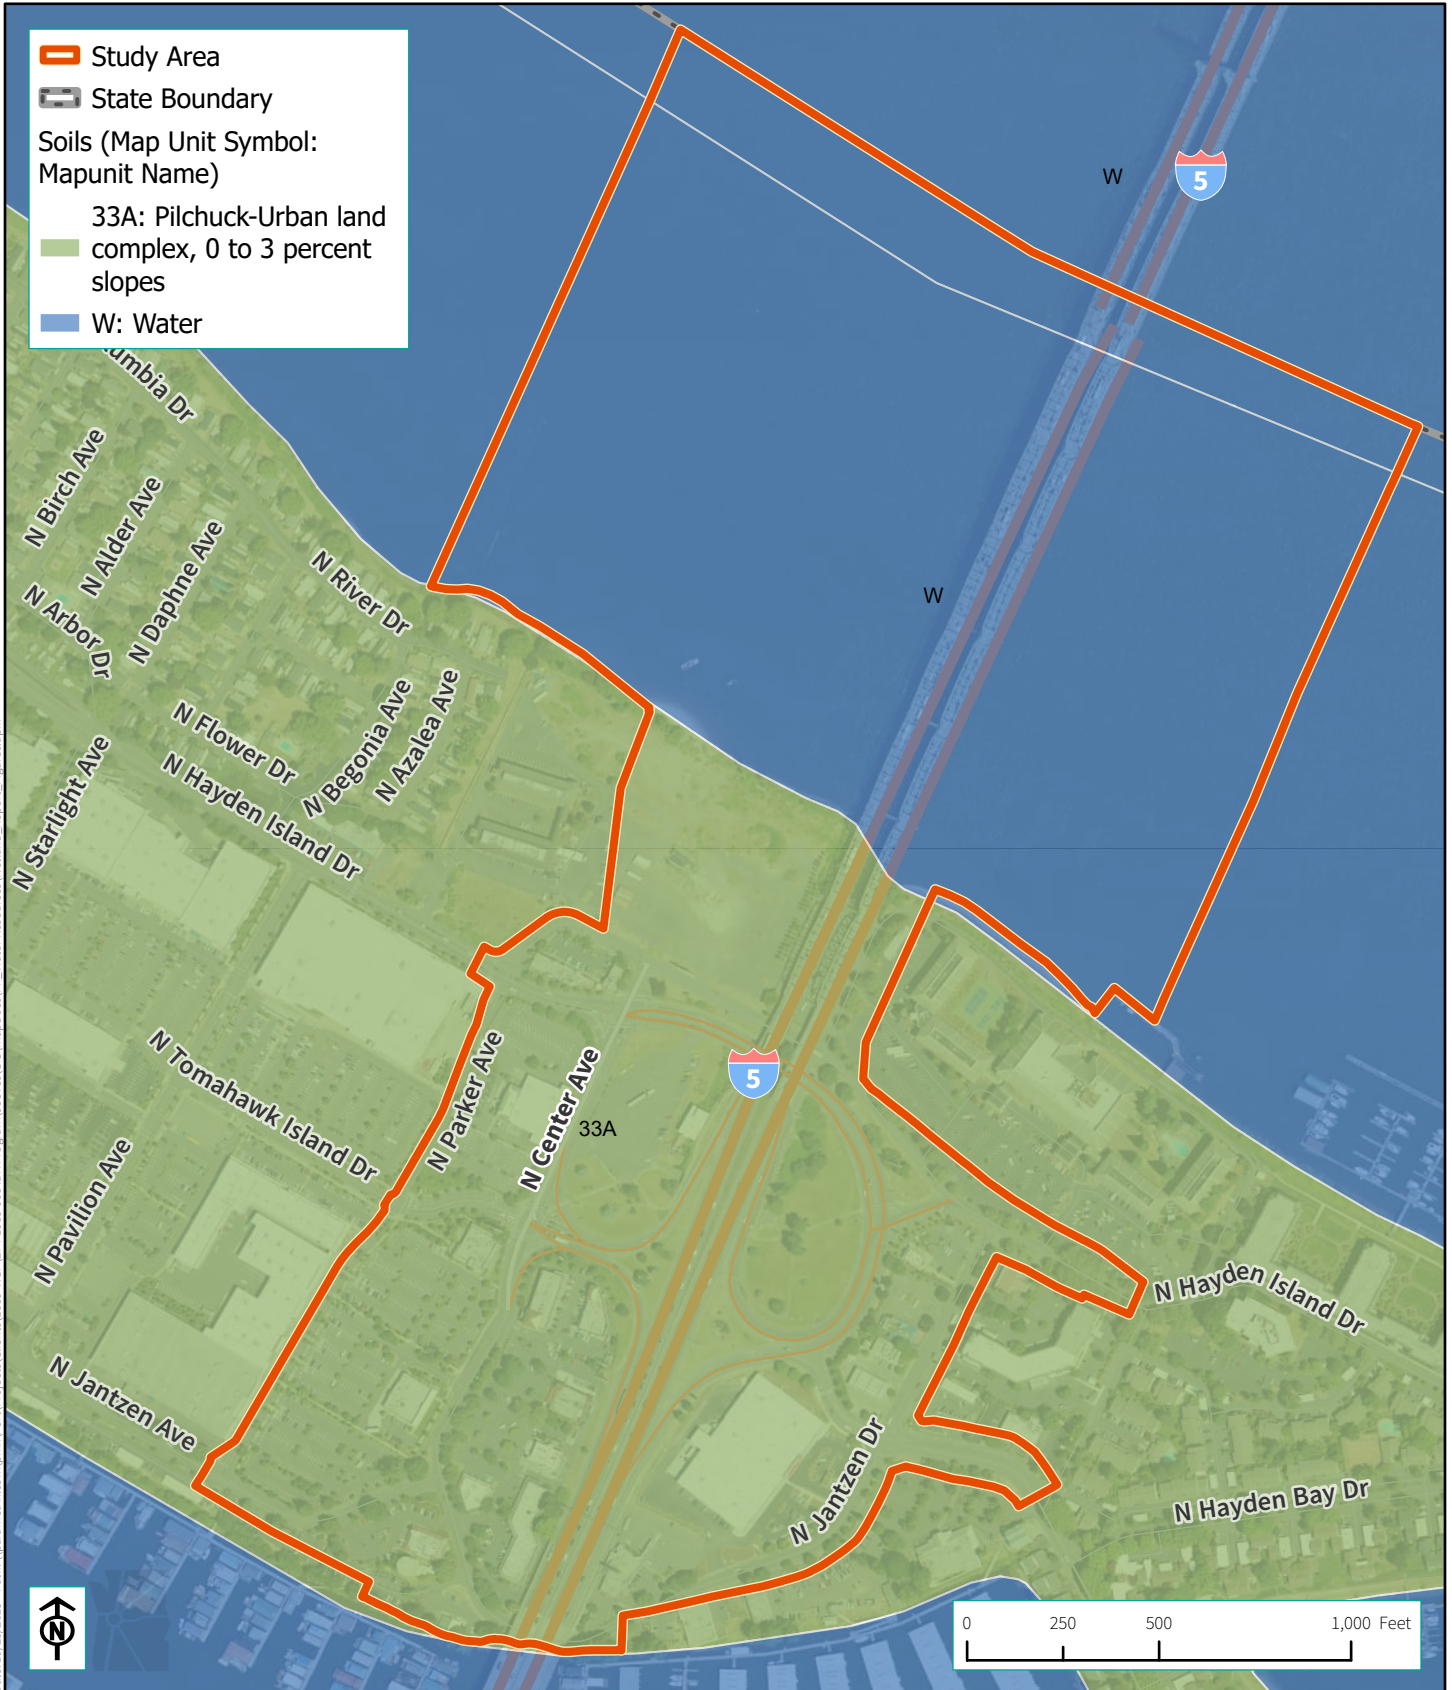 Study Area
State Boundary
Soils (Map Unit Symbol:
Mapunit Name)
33A: Pilchuck-Urban land
complex, 0 to 3 percent
slopes
W: Water
W
5
W
Dr
N Birch Ave
N Alder Ave
N Daphne Ave
N Arbor Dr
N River Dr
N Flower Dr
N Begonia Ave
N Azalea Ave
N Hayden Island Dr
N Starlight Ave
N Tomahawk Island Dr
N Parker Ave
N Center Ave
5
33A
N Pavilion Ave
N Jantzen Ave
N Hayden Island Dr
N Jantzen Dr
N Hayden Bay Dr
N
0 250 500 1,000 Feet